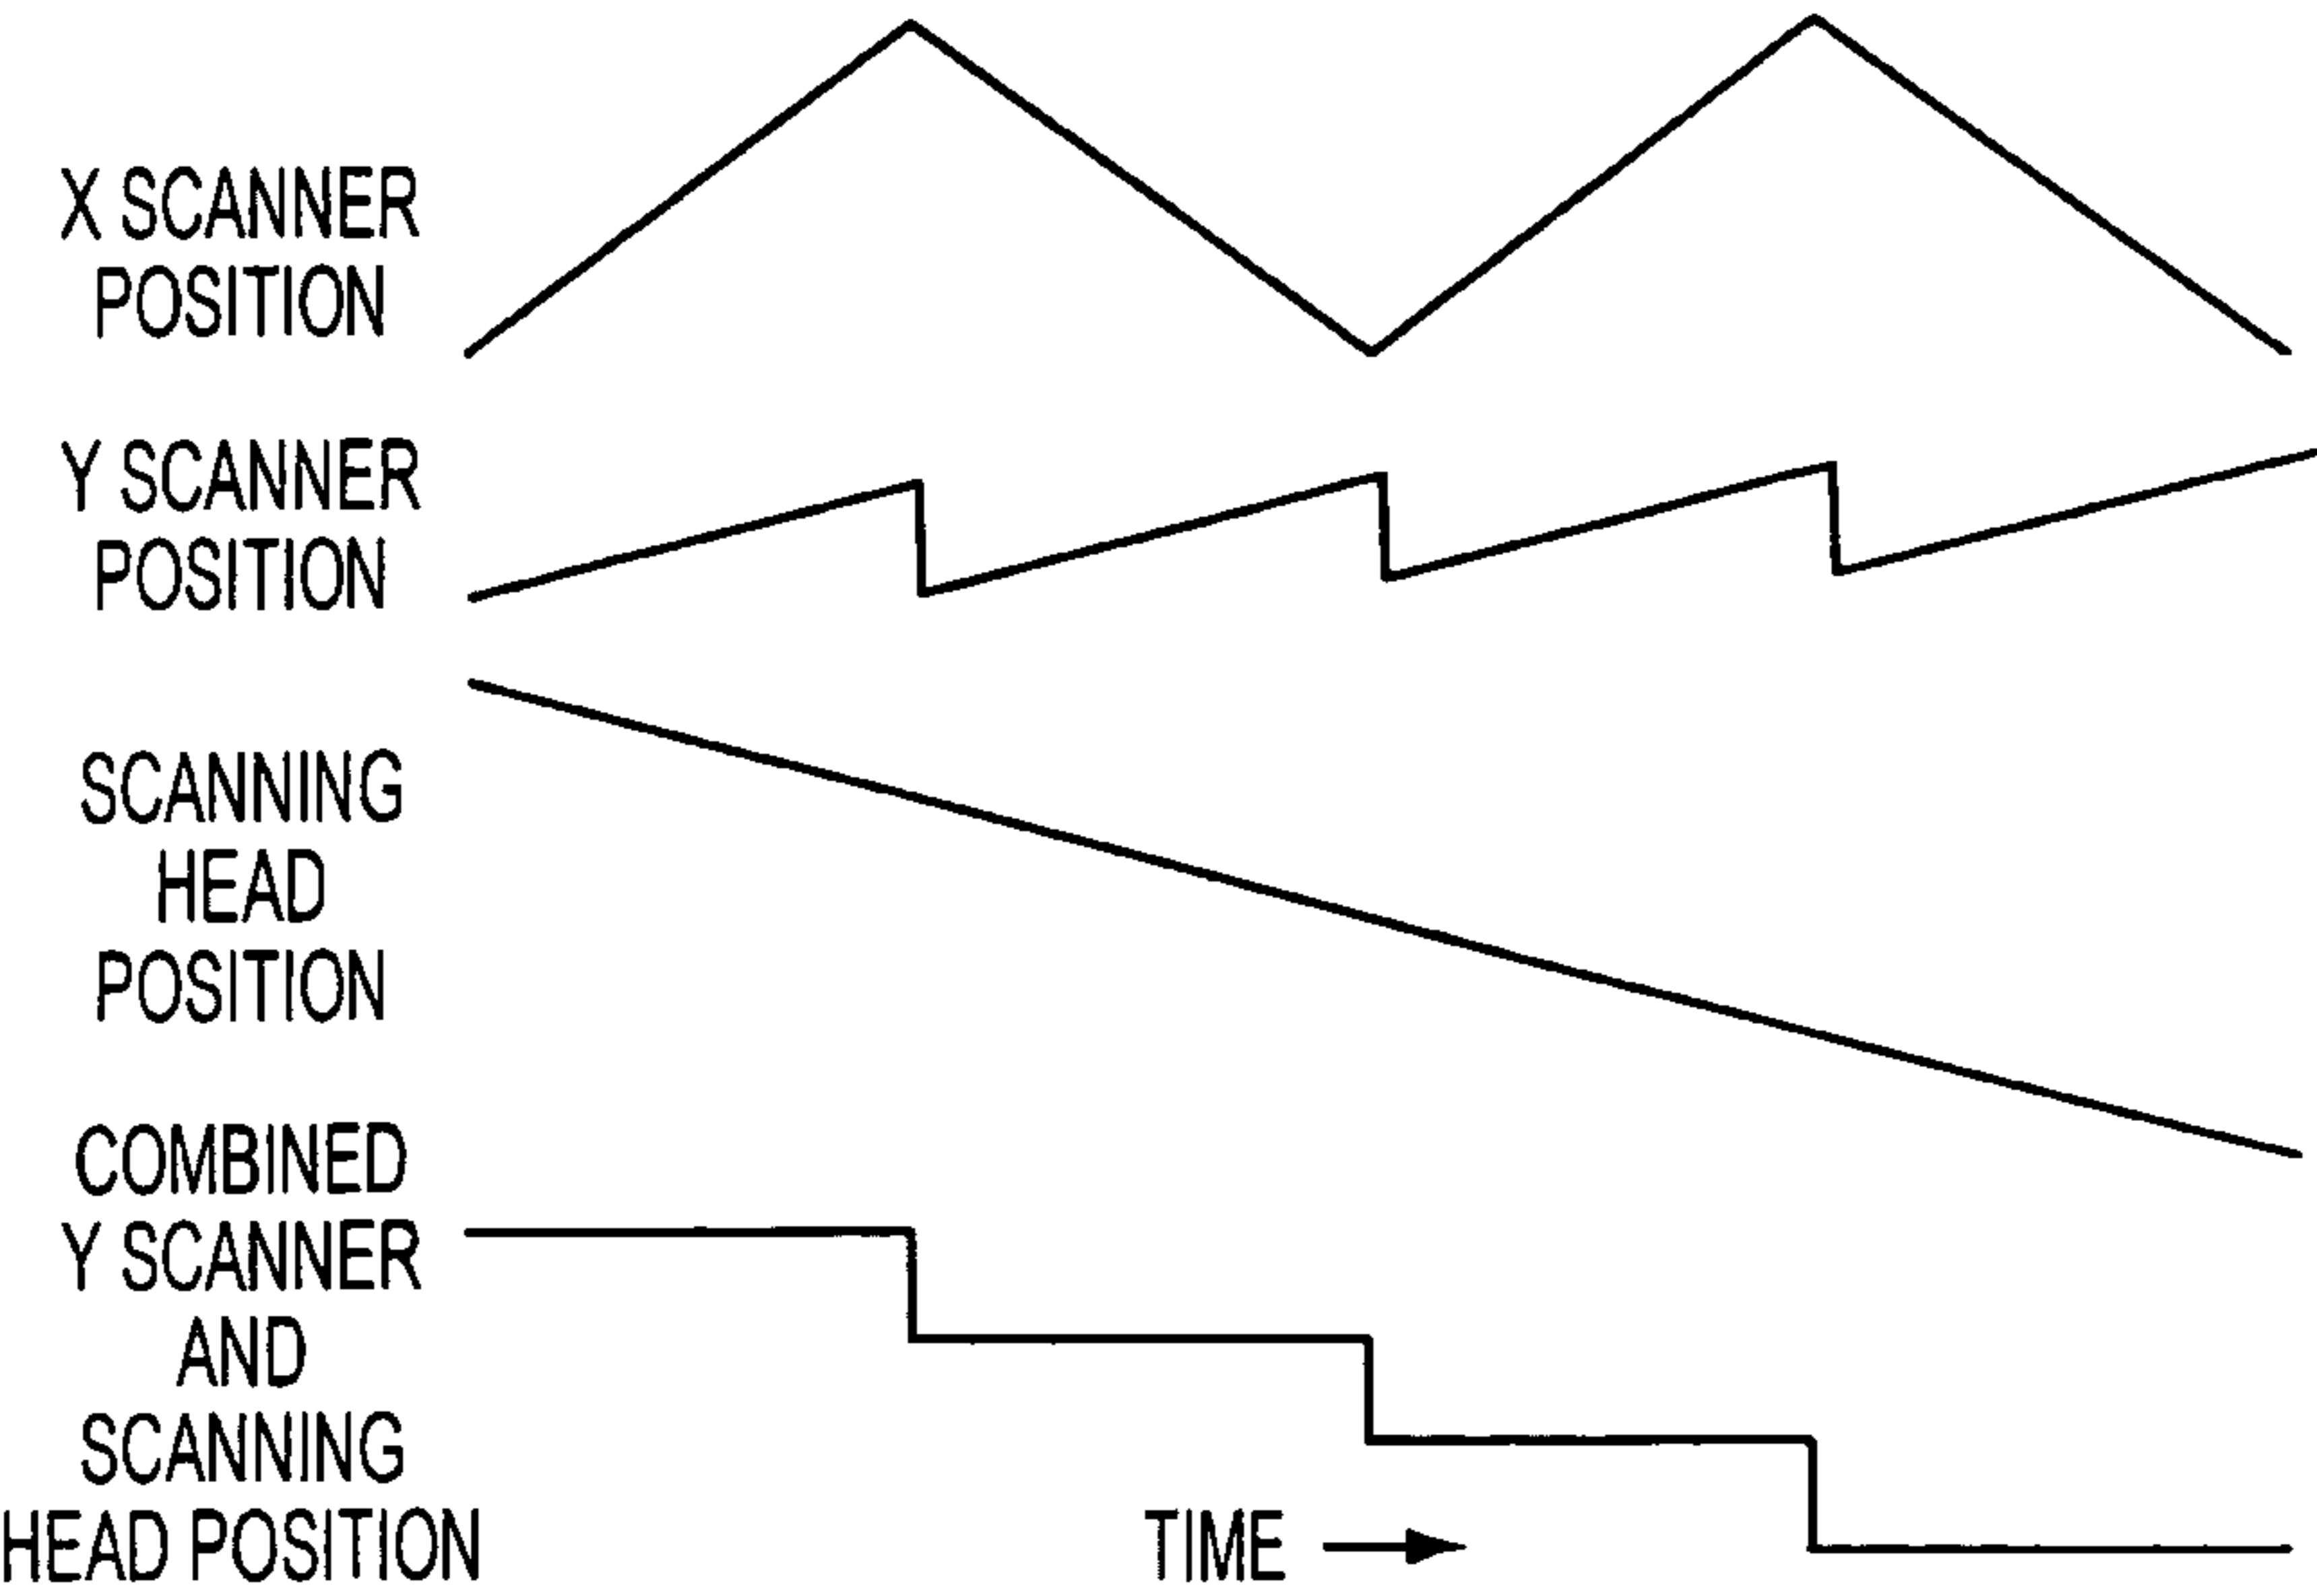 X SCANNER
POSITION
Y SCANNER
POSITION
SCANNING
HEAD
POSITION
COMBINED
Y SCANNER
AND
SCANNING
HEAD POSITION
TIME